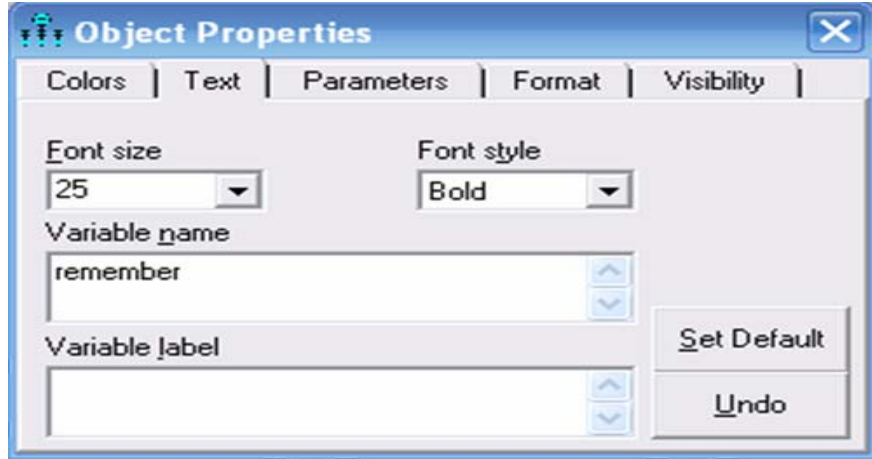 Object Properties
Colors Text Parameters Format Visibility
Font size Font style
25 Bold
Variable name
remember
Variable label
Set Default
Undo